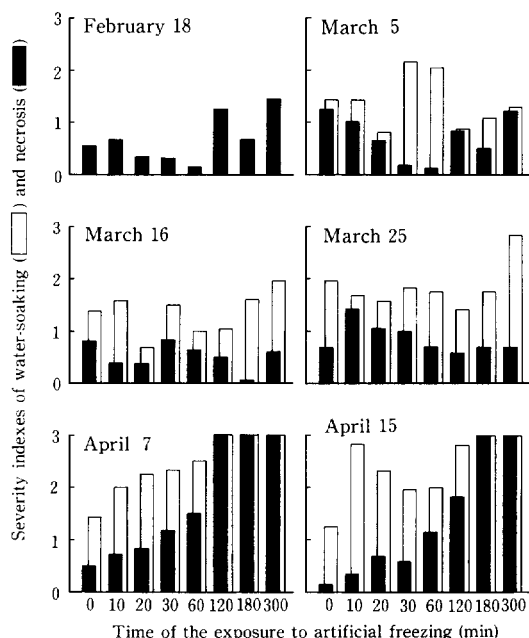 Severity indexes of water-soaking ( ) and necrosis ( )
February 18
3
2
1
0
March 5
March 16
3
2
1
0
March 25
April 7
3
2
1
0
April 15
0 10 20 30 60 120 180 300
0 10 20 30 60 120 180 300
Time of the exposure to artificial freezing (min)